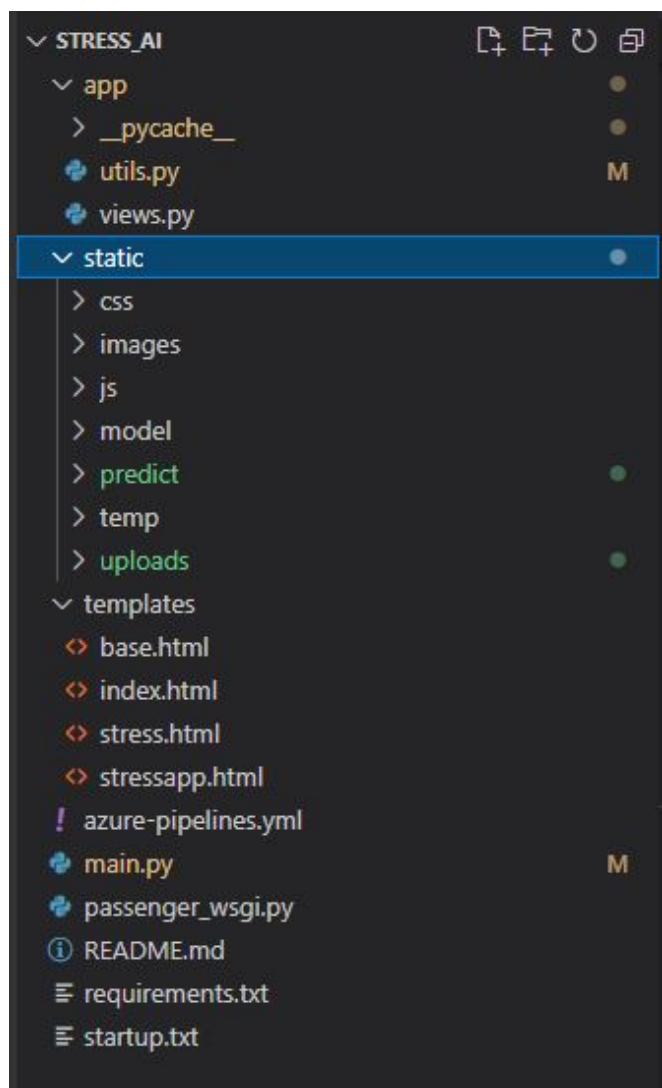 STRESS_AI
app
__pycache__
utils.py M
views.py
static
css
images
js
model
predict
temp
uploads
templates
base.html
index.html
stress.html
stressapp.html
! azure-pipelines.yml
main.py M
passenger_wsgi.py
README.md
requirements.txt
startup.txt